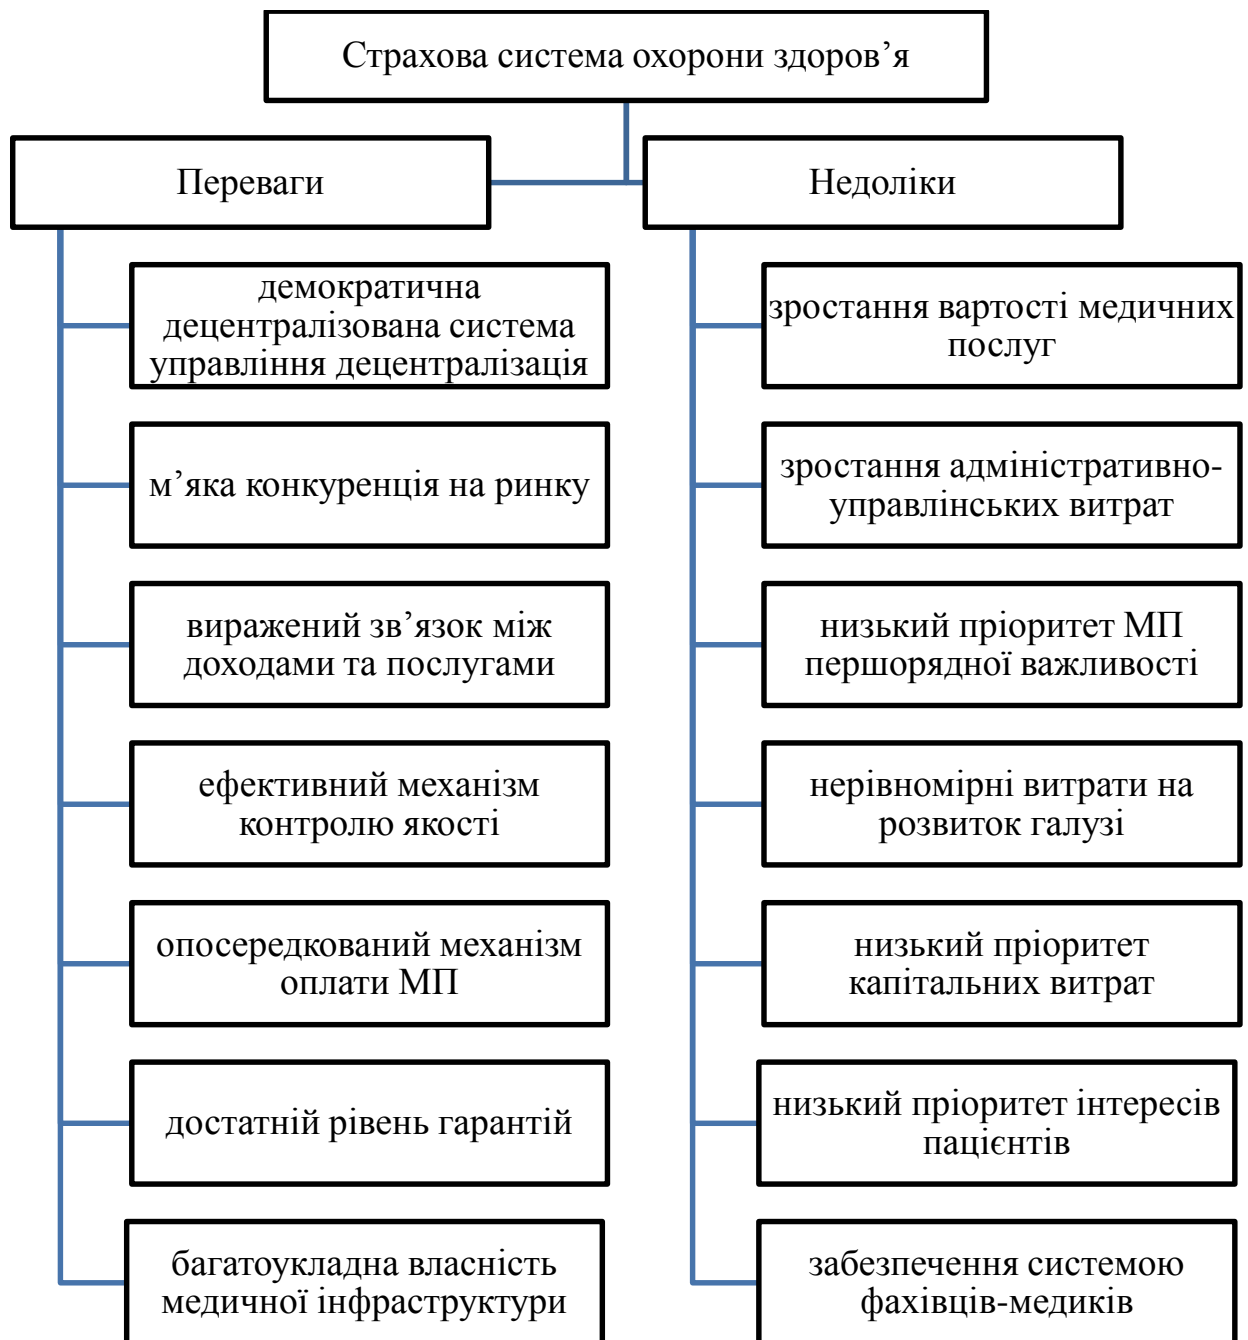 Страхова система охорони здоров’я
Переваги
Недоліки
демократична
децентралізована система
управління децентралізація
м’яка конкуренція на ринку
виражений зв’язок між
доходами та послугами
ефективний механізм
контролю якості
опосередкований механізм
оплати МП
достатній рівень гарантій
багатоукладна власність
медичної інфраструктури
зростання вартості медичних
послуг
зростання адміністративно-
управлінських витрат
низький пріоритет МП
першорядної важливості
нерівномірні витрати на
розвиток галузі
низький пріоритет
капітальних витрат
низький пріоритет інтересів
пацієнтів
забезпечення системою
фахівців-медиків